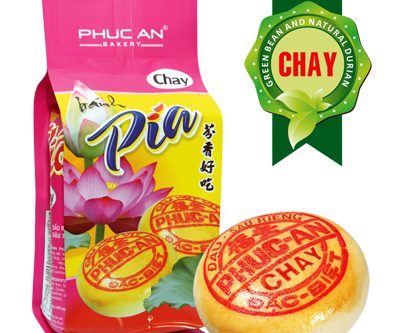 PHUC AN®
BAKERY
Chay
bánh
Pía
芬香好吃
GREEN BEAN AND NATURAL DURIAN
CHAY
ĐẬU SẦU RIÊNG
PHUC-AN
CHAY
ĐẶC-BIỆT
PHUC-AN